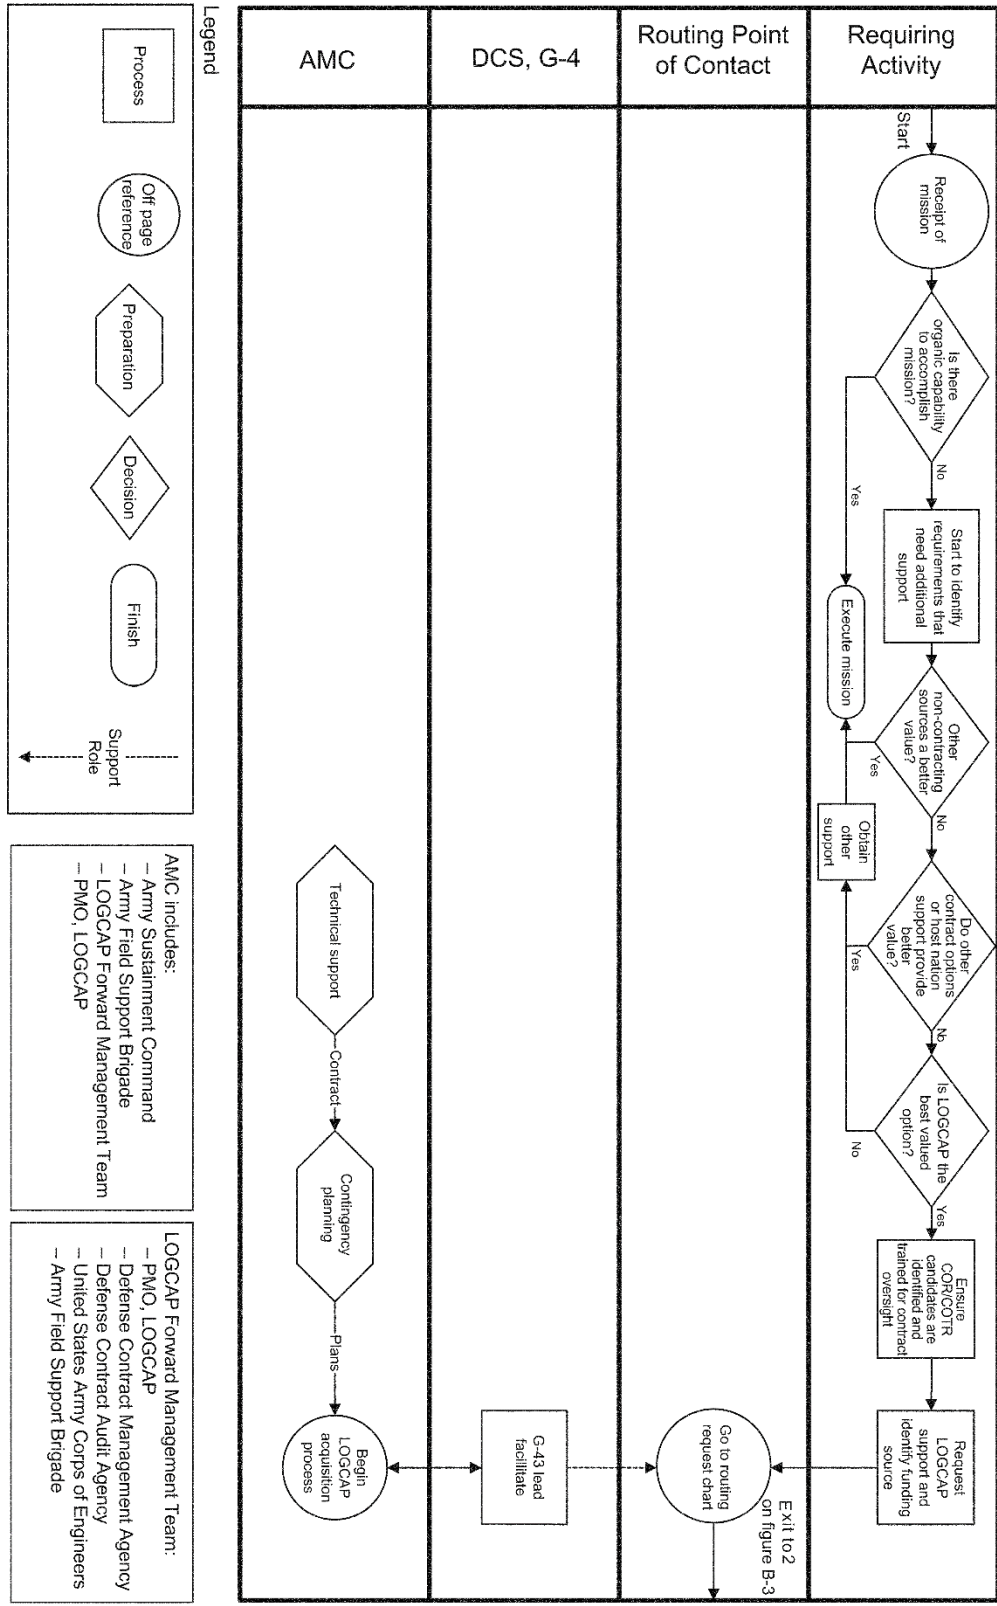 Requiring
Activity
Routing Point
of Contact
DCS, G-4
AMC
Start
Receipt of
mission
Is there
organic capability
to accomplish
mission?
No
Yes
Start to identify
requirements that
need additional
support
Execute mission
Other
non-contracting
sources a better
value?
Yes
No
Obtain
other
support
Do other
contract options
or host nation
support provide
better
value?
Yes
No
Is LOGCAP the
best valued
option?
No
Yes
Ensure
COR/COTR
candidates are
identified and
trained for contract
oversight
Request
LOGCAP
support and
identify funding
source
Go to routing
request chart
Exit to 2
on figure B-3
G-43 lead
facilitate
Technical support
Contract
Contingency
planning
Plans
Begin
LOGCAP
acquisition
process
Legend
Process
Off page
reference
Preparation
Decision
Finish
Support
Role
AMC includes:
– Army Sustainment Command
– Army Field Support Brigade
– LOGCAP Forward Management Team
– PMO, LOGCAP
LOGCAP Forward Management Team:
– PMO, LOGCAP
– Defense Contract Management Agency
– Defense Contract Audit Agency
– United States Army Corps of Engineers
– Army Field Support Brigade